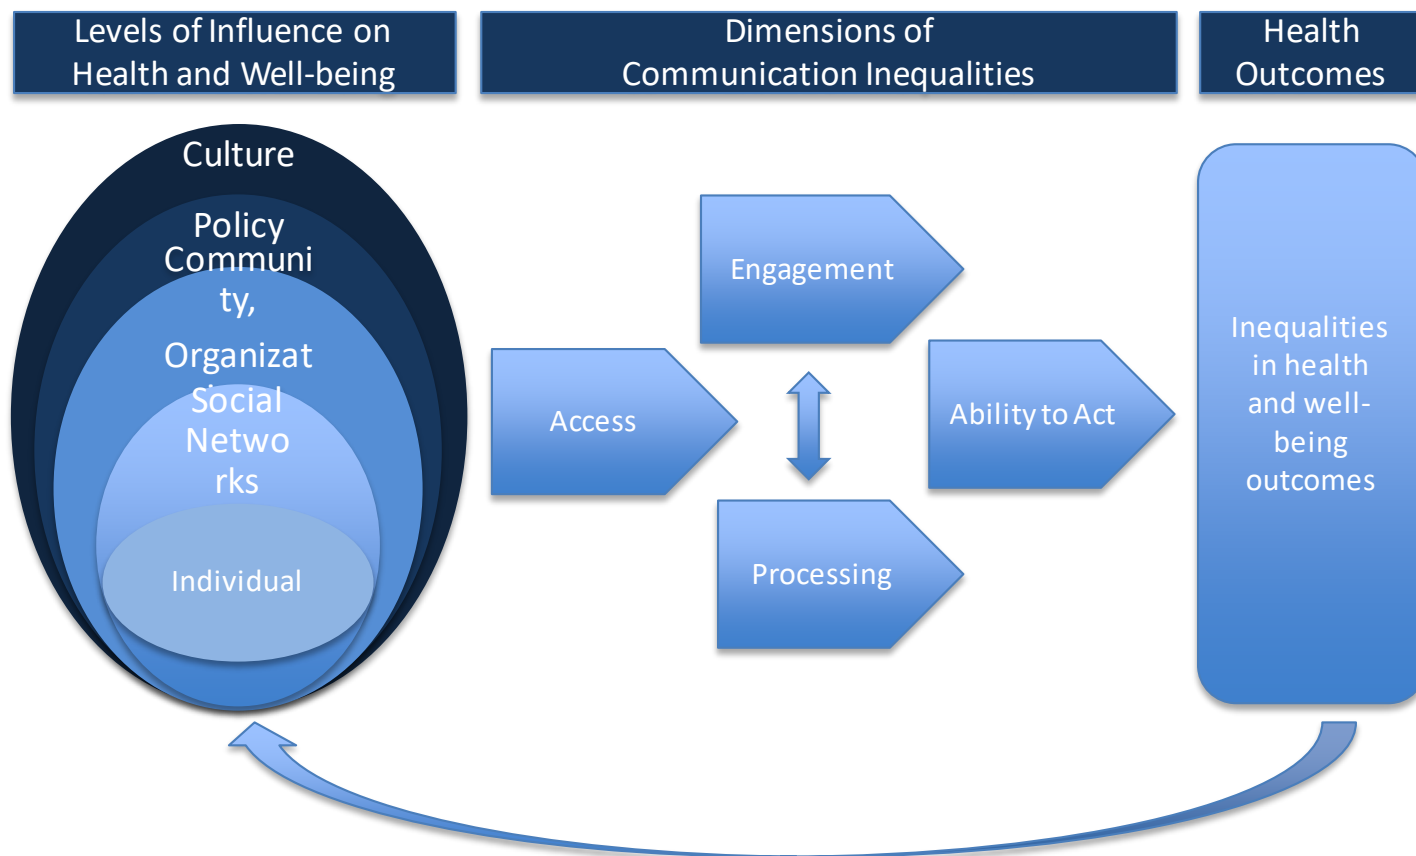 Levels of Influence on
Health and Well-being
Dimensions of
Communication Inequalities
Health
Outcomes
Culture
Policy
Communi
ty,
Organizat
Social
Netwo
rks
Individual
Access
Engagement
Processing
Ability to Act
Inequalities
in health
and well-
being
outcomes